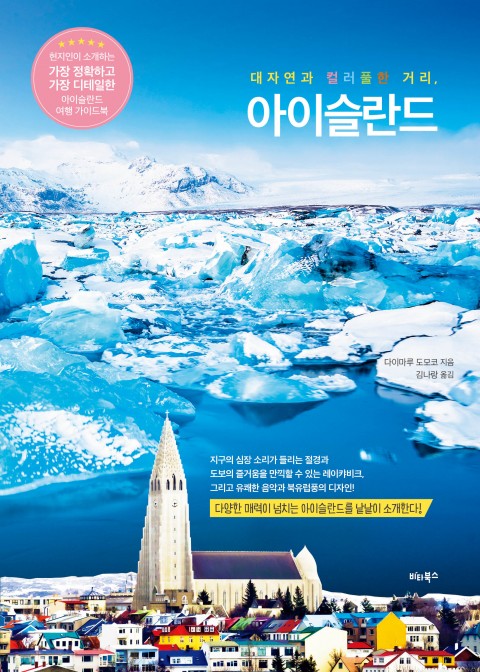 ★★★★★
현지인이 소개하는
가장 정확하고
가장 디테일한
아이슬란드
여행 가이드북
대자연과 컬러풀한 거리,
아이슬란드
다이마루 도모코 지음
김나랑 옮김
지구의 심장 소리가 들리는 절경과
도보의 즐거움을 만끽할 수 있는 레이캬비크,
그리고 유쾌한 음악과 북유럽풍의 디자인!
다양한 매력이 넘치는 아이슬란드를 낱낱이 소개한다!
비타북스